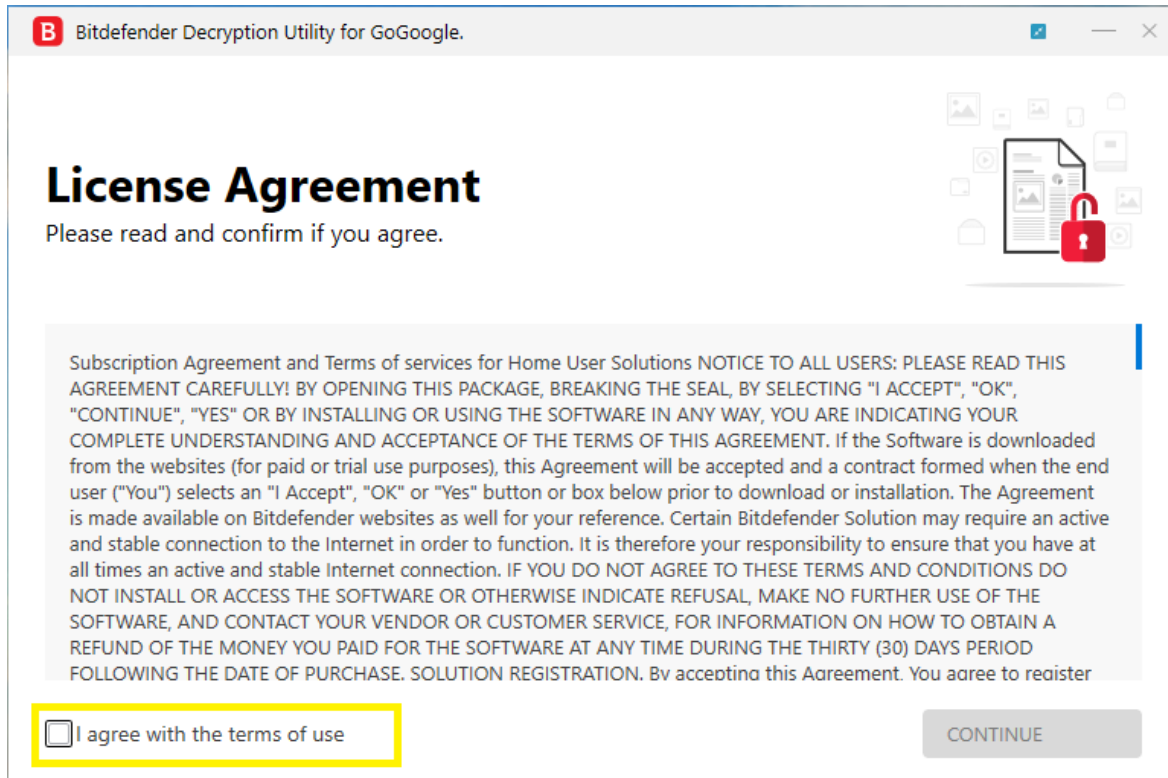 B Bitdefender Decryption Utility for GoGoogle.
License Agreement
Please read and confirm if you agree.
Subscription Agreement and Terms of services for Home User Solutions NOTICE TO ALL USERS: PLEASE READ THIS
AGREEMENT CAREFULLY! BY OPENING THIS PACKAGE, BREAKING THE SEAL, BY SELECTING "I ACCEPT", "OK",
"CONTINUE", "YES" OR BY INSTALLING OR USING THE SOFTWARE IN ANY WAY, YOU ARE INDICATING YOUR
COMPLETE UNDERSTANDING AND ACCEPTANCE OF THE TERMS OF THIS AGREEMENT. If the Software is downloaded
from the websites (for paid or trial use purposes), this Agreement will be accepted and a contract formed when the end
user ("You") selects an "I Accept", "OK" or "Yes" button or box below prior to download or installation. The Agreement
is made available on Bitdefender websites as well for your reference. Certain Bitdefender Solution may require an active
and stable connection to the Internet in order to function. It is therefore your responsibility to ensure that you have at
all times an active and stable Internet connection. IF YOU DO NOT AGREE TO THESE TERMS AND CONDITIONS DO
NOT INSTALL OR ACCESS THE SOFTWARE OR OTHERWISE INDICATE REFUSAL, MAKE NO FURTHER USE OF THE
SOFTWARE, AND CONTACT YOUR VENDOR OR CUSTOMER SERVICE, FOR INFORMATION ON HOW TO OBTAIN A
REFUND OF THE MONEY YOU PAID FOR THE SOFTWARE AT ANY TIME DURING THE THIRTY (30) DAYS PERIOD
FOLLOWING THE DATE OF PURCHASE. SOLUTION REGISTRATION. By accepting this Agreement, You agree to register
I agree with the terms of use
CONTINUE